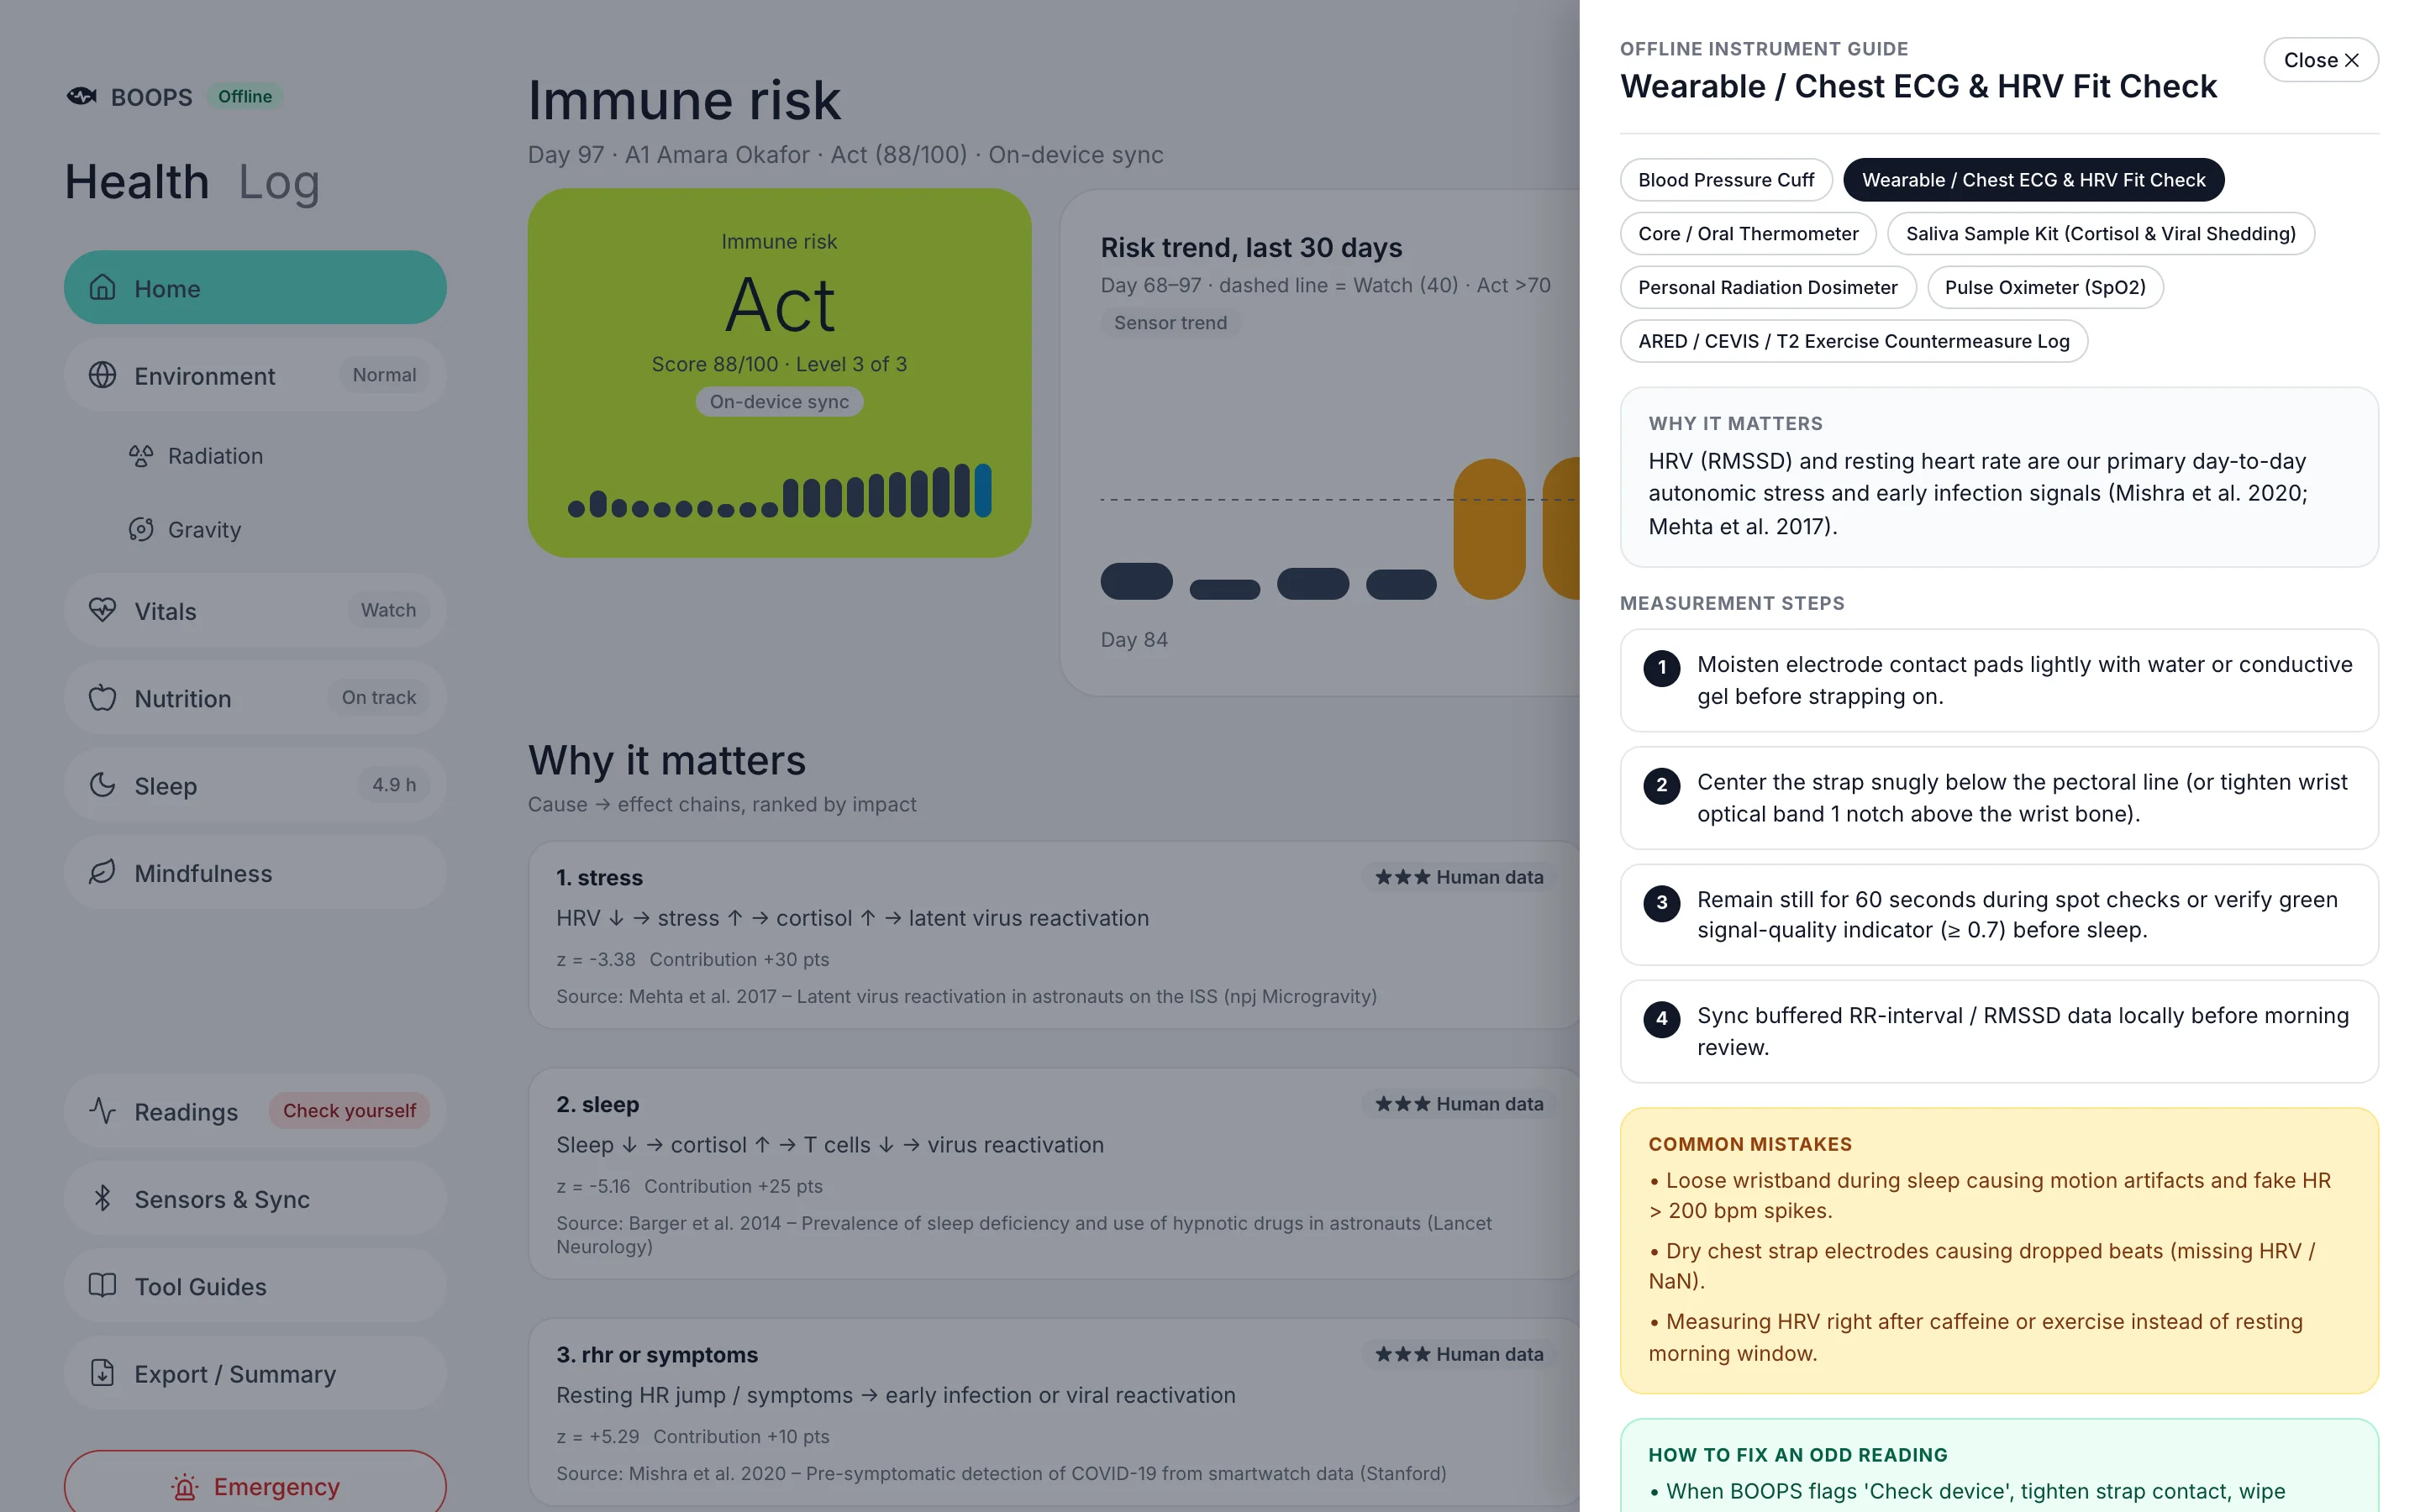 BOOPS Offline
Health Log
Home
Environment Normal
Radiation
Gravity
Vitals Watch
Nutrition On track
Sleep 4.9 h
Mindfulness
Readings Check yourself
Sensors & Sync
Tool Guides
Export / Summary
Emergency
Immune risk
Day 97 · A1 Amara Okafor · Act (88/100) · On-device sync
Immune risk
Act
Score 88/100 · Level 3 of 3
On-device sync
Risk trend, last 30 days
Day 68–97 · dashed line = Watch (40) · Act >70
Sensor trend
Day 84
Why it matters
Cause → effect chains, ranked by impact
1. stress ★★★ Human data
HRV ↓ → stress ↑ → cortisol ↑ → latent virus reactivation
z = -3.38 Contribution +30 pts
Source: Mehta et al. 2017 – Latent virus reactivation in astronauts on the ISS (npj Microgravity)
2. sleep ★★★ Human data
Sleep ↓ → cortisol ↑ → T cells ↓ → virus reactivation
z = -5.16 Contribution +25 pts
Source: Barger et al. 2014 – Prevalence of sleep deficiency and use of hypnotic drugs in astronauts (Lancet
Neurology)
3. rhr or symptoms ★★★ Human data
Resting HR jump / symptoms → early infection or viral reactivation
z = +5.29 Contribution +10 pts
Source: Mishra et al. 2020 – Pre-symptomatic detection of COVID-19 from smartwatch data (Stanford)
OFFLINE INSTRUMENT GUIDE
Wearable / Chest ECG & HRV Fit Check
Close ×
Blood Pressure Cuff
Wearable / Chest ECG & HRV Fit Check
Core / Oral Thermometer
Saliva Sample Kit (Cortisol & Viral Shedding)
Personal Radiation Dosimeter
Pulse Oximeter (SpO2)
ARED / CEVIS / T2 Exercise Countermeasure Log
WHY IT MATTERS
HRV (RMSSD) and resting heart rate are our primary day-to-day
autonomic stress and early infection signals (Mishra et al. 2020;
Mehta et al. 2017).
MEASUREMENT STEPS
1 Moisten electrode contact pads lightly with water or conductive
gel before strapping on.
2 Center the strap snugly below the pectoral line (or tighten wrist
optical band 1 notch above the wrist bone).
3 Remain still for 60 seconds during spot checks or verify green
signal-quality indicator (≥ 0.7) before sleep.
4 Sync buffered RR-interval / RMSSD data locally before morning
review.
COMMON MISTAKES
• Loose wristband during sleep causing motion artifacts and fake HR
> 200 bpm spikes.
• Dry chest strap electrodes causing dropped beats (missing HRV /
NaN).
• Measuring HRV right after caffeine or exercise instead of resting
morning window.
HOW TO FIX AN ODD READING
• When BOOPS flags 'Check device', tighten strap contact, wipe